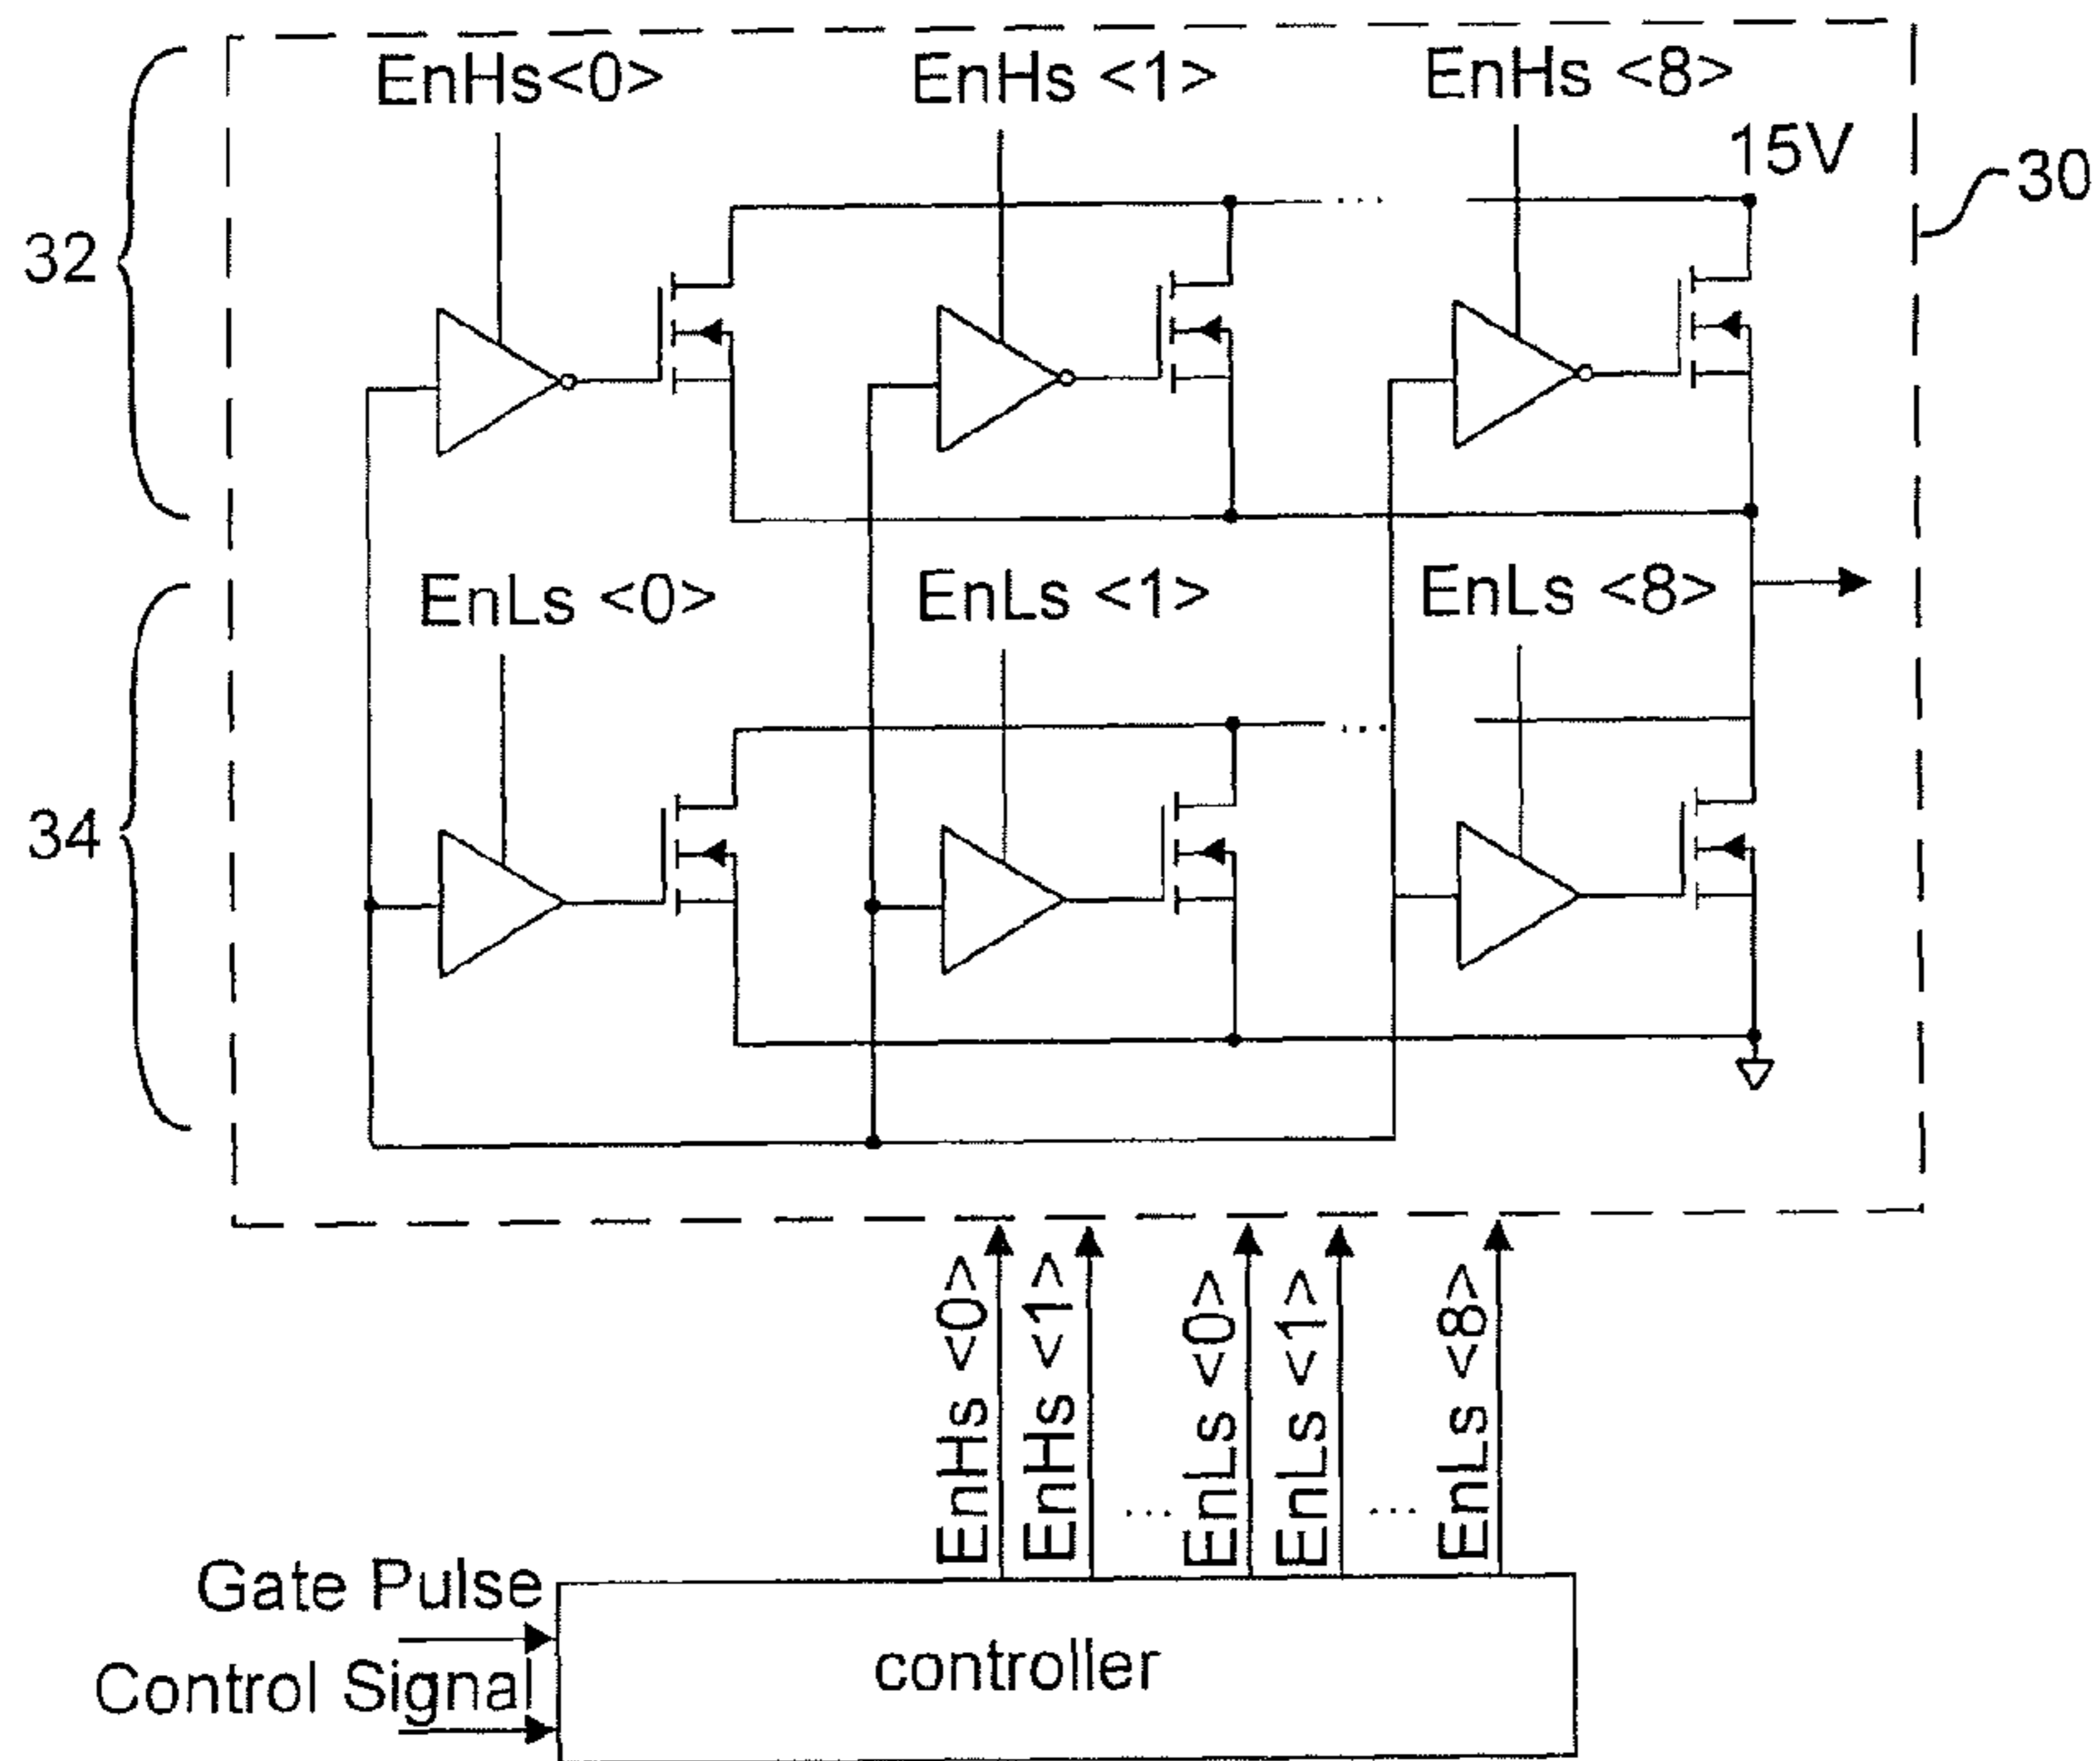 EnHs<0>
EnHs <1>
EnHs <8>
15V
30
32
EnLs <0>
EnLs <1>
EnLs <8>
34
EnHs <0>
EnHs <1>
...
EnLs <0>
EnLs <1>
...
EnLs <8>
Gate Pulse
Control Signal
controller